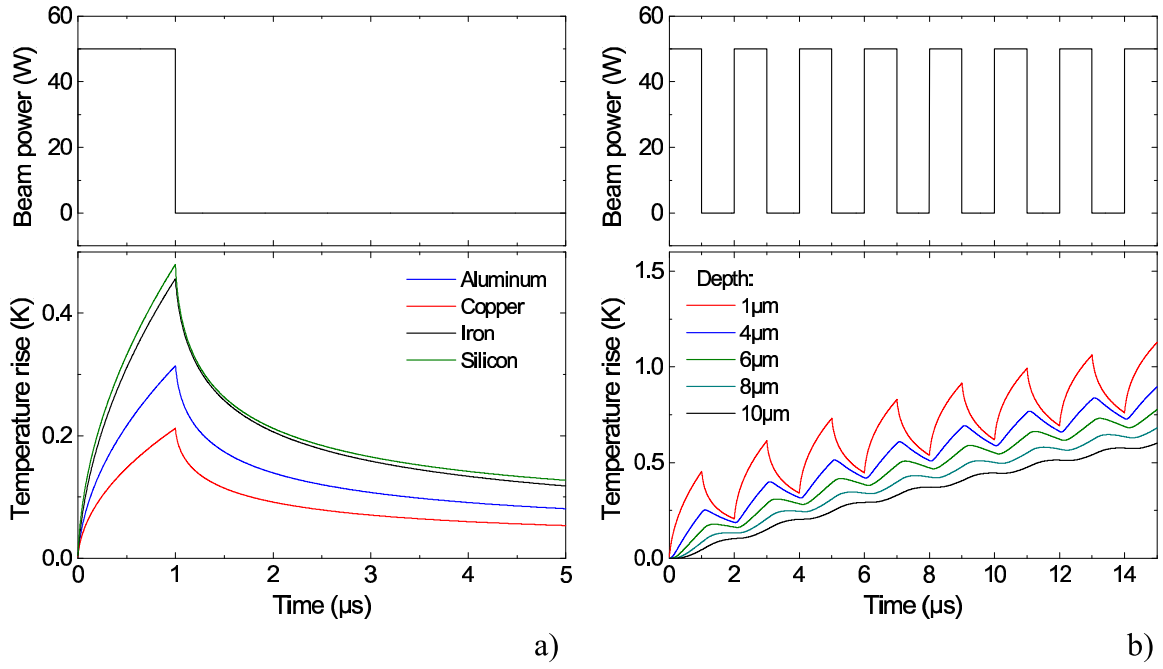 60
40
20
0
Beam power (W)
0.4
0.2
0.0
Temperature rise (K)
Aluminum
Copper
Iron
Silicon
0 1 2 3 4 5
Time (µs)
a)
60
40
20
0
Beam power (W)
1.5
1.0
0.5
0.0
Temperature rise (K)
Depth:
1µm
4µm
6µm
8µm
10µm
0 2 4 6 8 10 12 14
Time (µs)
b)